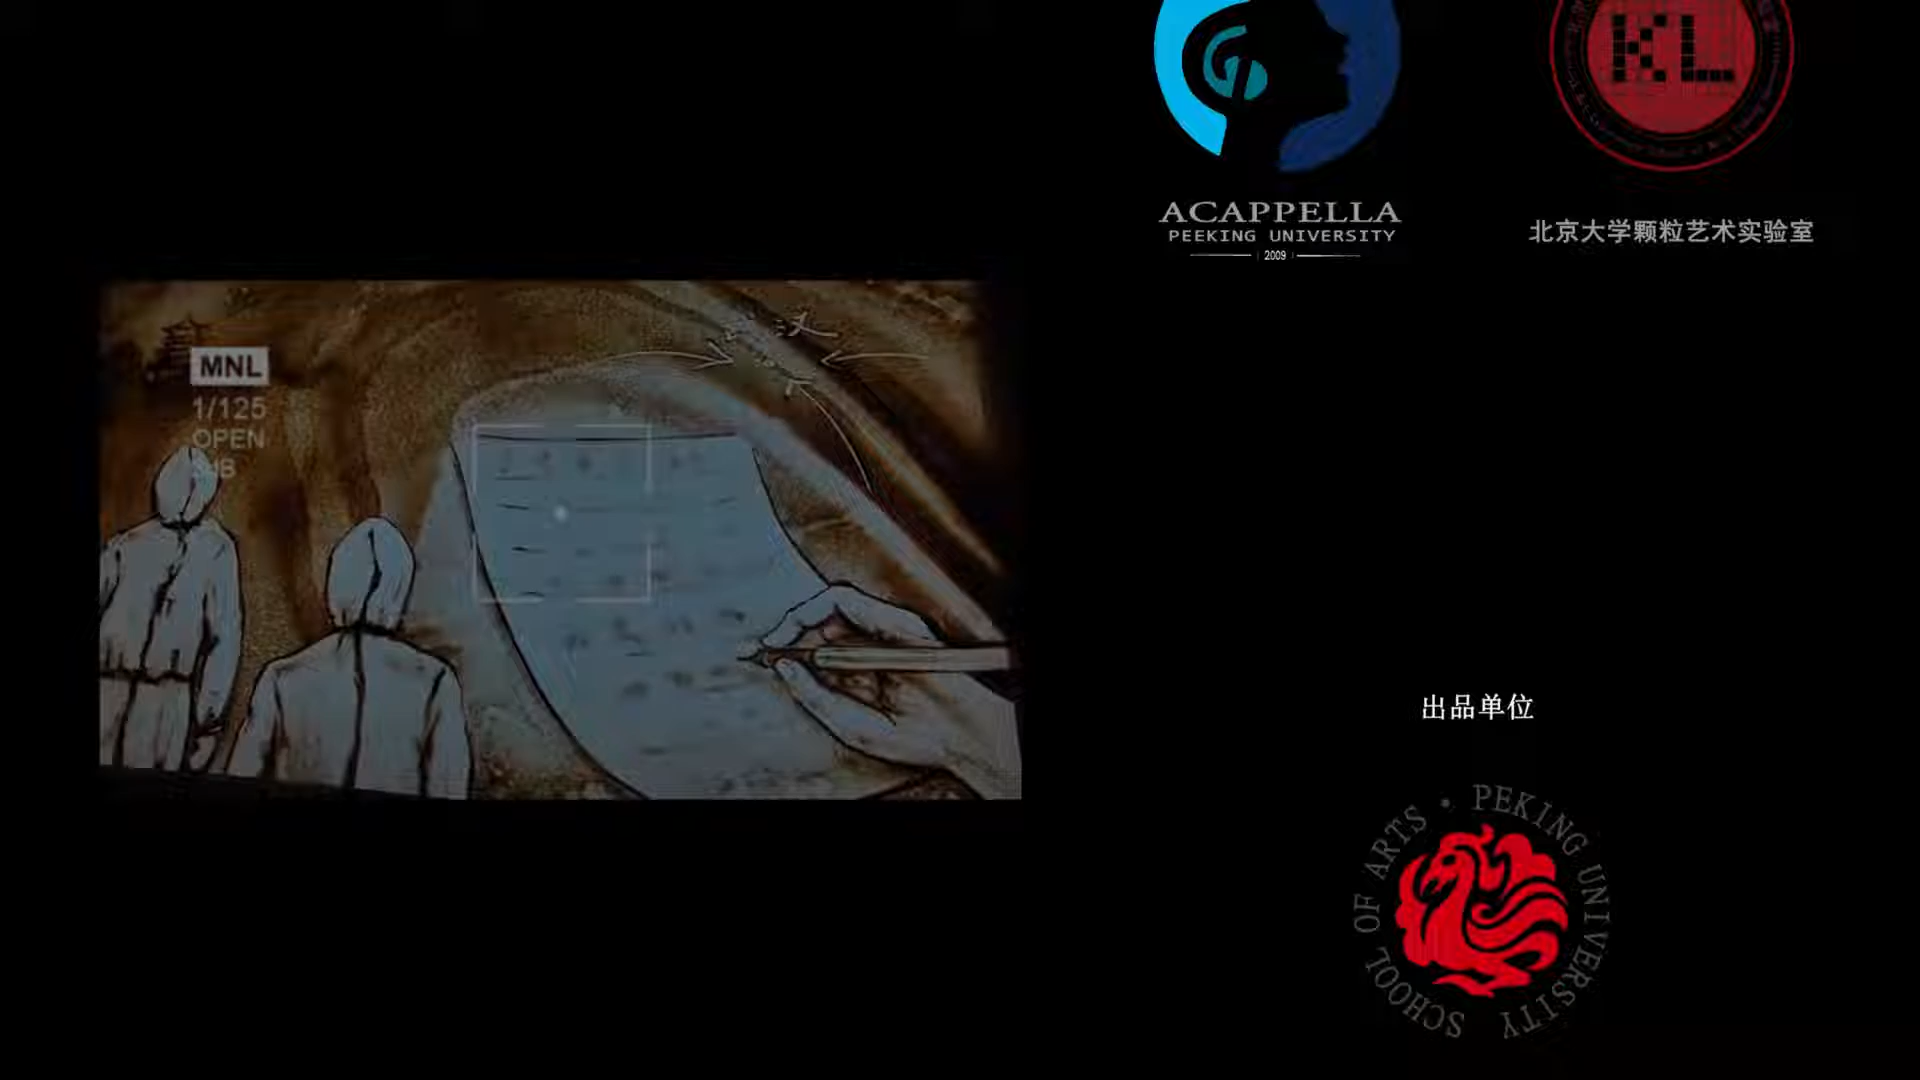 KL
ACAPPELLA
PEEKING UNIVERSITY
2009
北京大学颗粒艺术实验室
MNL
1/125
OPEN
出品单位
SCHOOL OF ARTS · PEKING UNIVERSITY